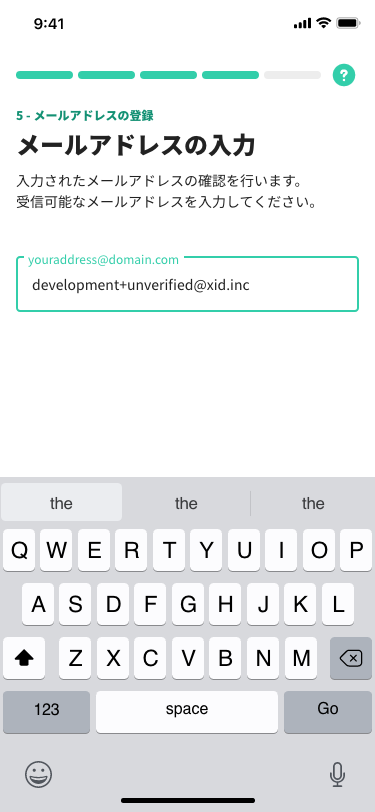 9:41
?
5 - メールアドレスの登録
メールアドレスの入力
入力されたメールアドレスの確認を行います。
受信可能なメールアドレスを入力してください。
youraddress@domain.com
development+unverified@xid.inc
the the the
Q W E R T Y U I O P
A S D F G H J K L
Z X C V B N M
123 space Go